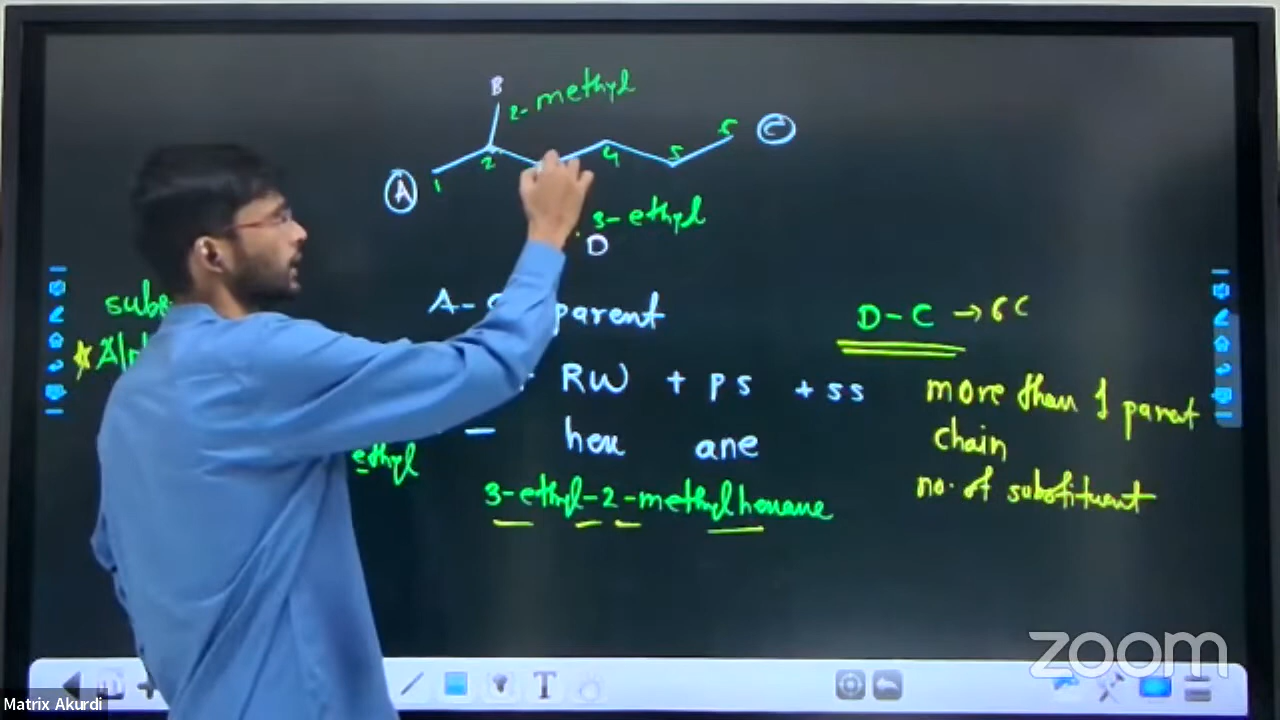 B
2-methyl
A
1
2
4
5
6
C
3-ethyl
D
A- parent
D-C → 6C
RW + ps + ss
more than 1 parent
chain
hex ane
ethyl
no. of substituent
3-ethyl-2-methylhexane
zoom
Matrix Akurdi